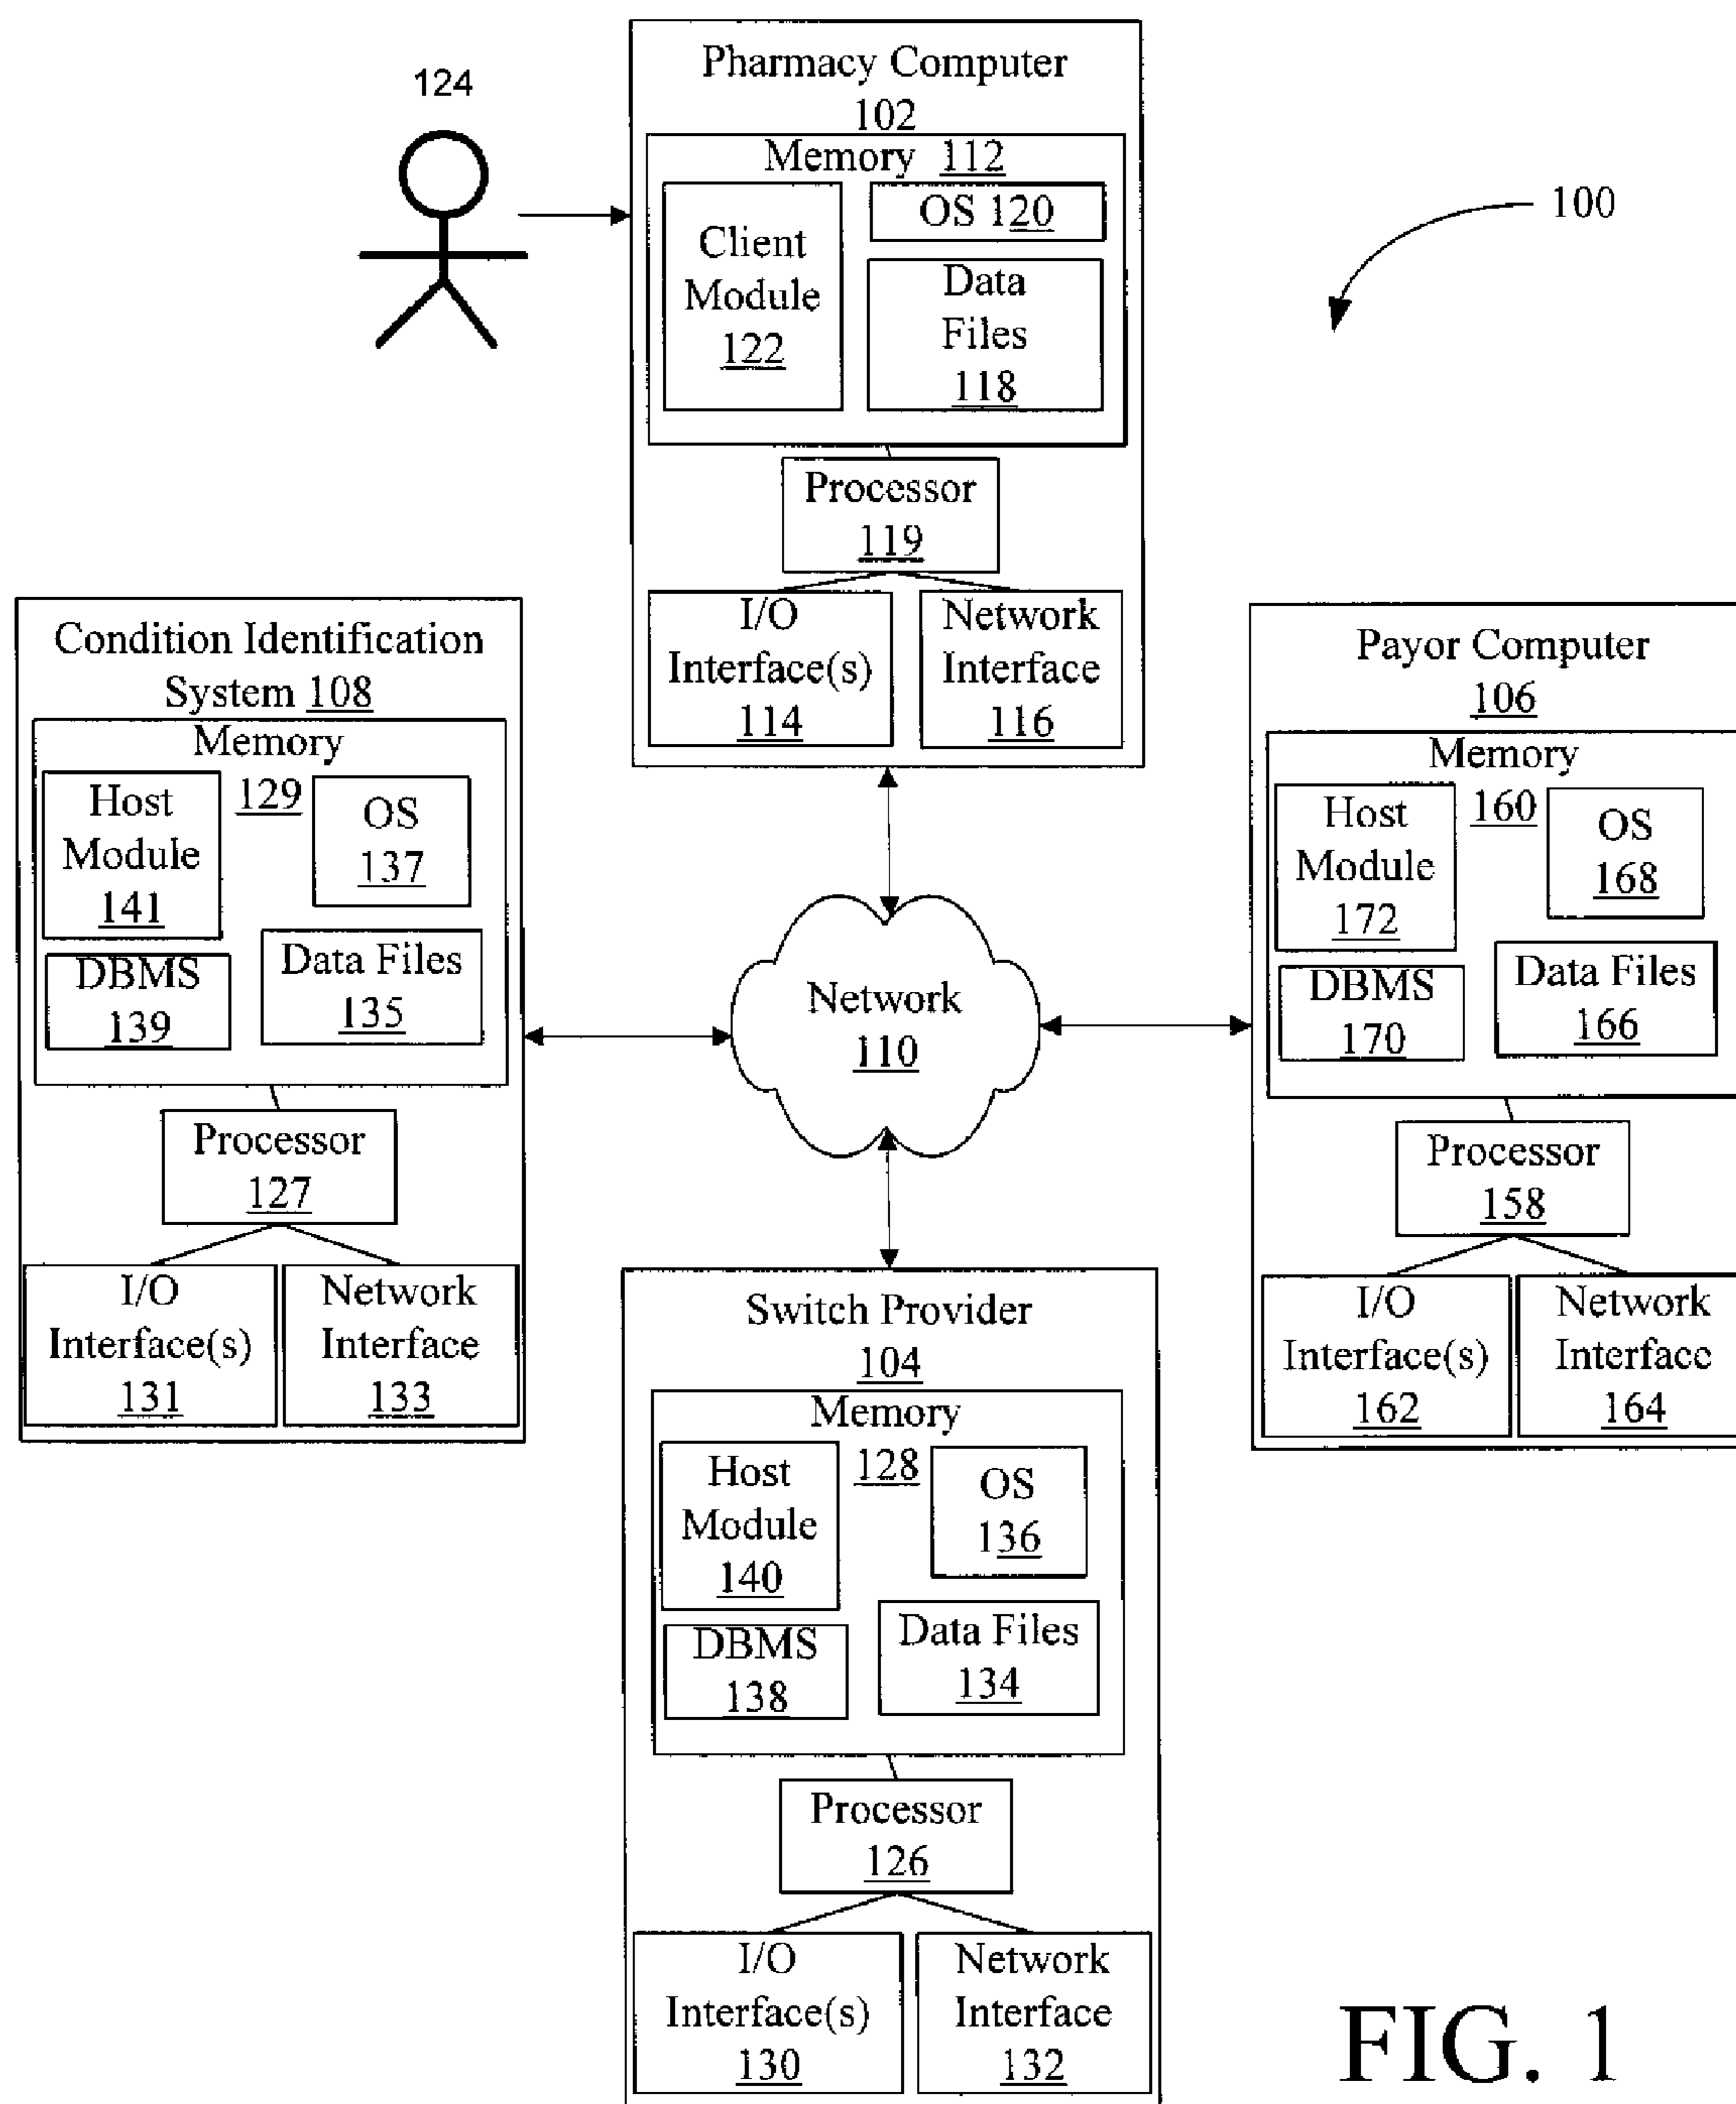 124
Pharmacy Computer
102
Memory 112
Client
Module
122
OS 120
Data
Files
118
Processor
119
I/O
Interface(s)
114
Network
Interface
116
100
Condition Identification
System 108
Memory
129
Host
Module
141
OS
137
DBMS
139
Data Files
135
Processor
127
I/O
Interface(s)
131
Network
Interface
133
Network
110
Payor Computer
106
Memory
160
Host
Module
172
OS
168
DBMS
170
Data Files
166
Processor
158
I/O
Interface(s)
162
Network
Interface
164
Switch Provider
104
Memory
128
Host
Module
140
OS
136
DBMS
138
Data Files
134
Processor
126
I/O
Interface(s)
130
Network
Interface
132
FIG. 1